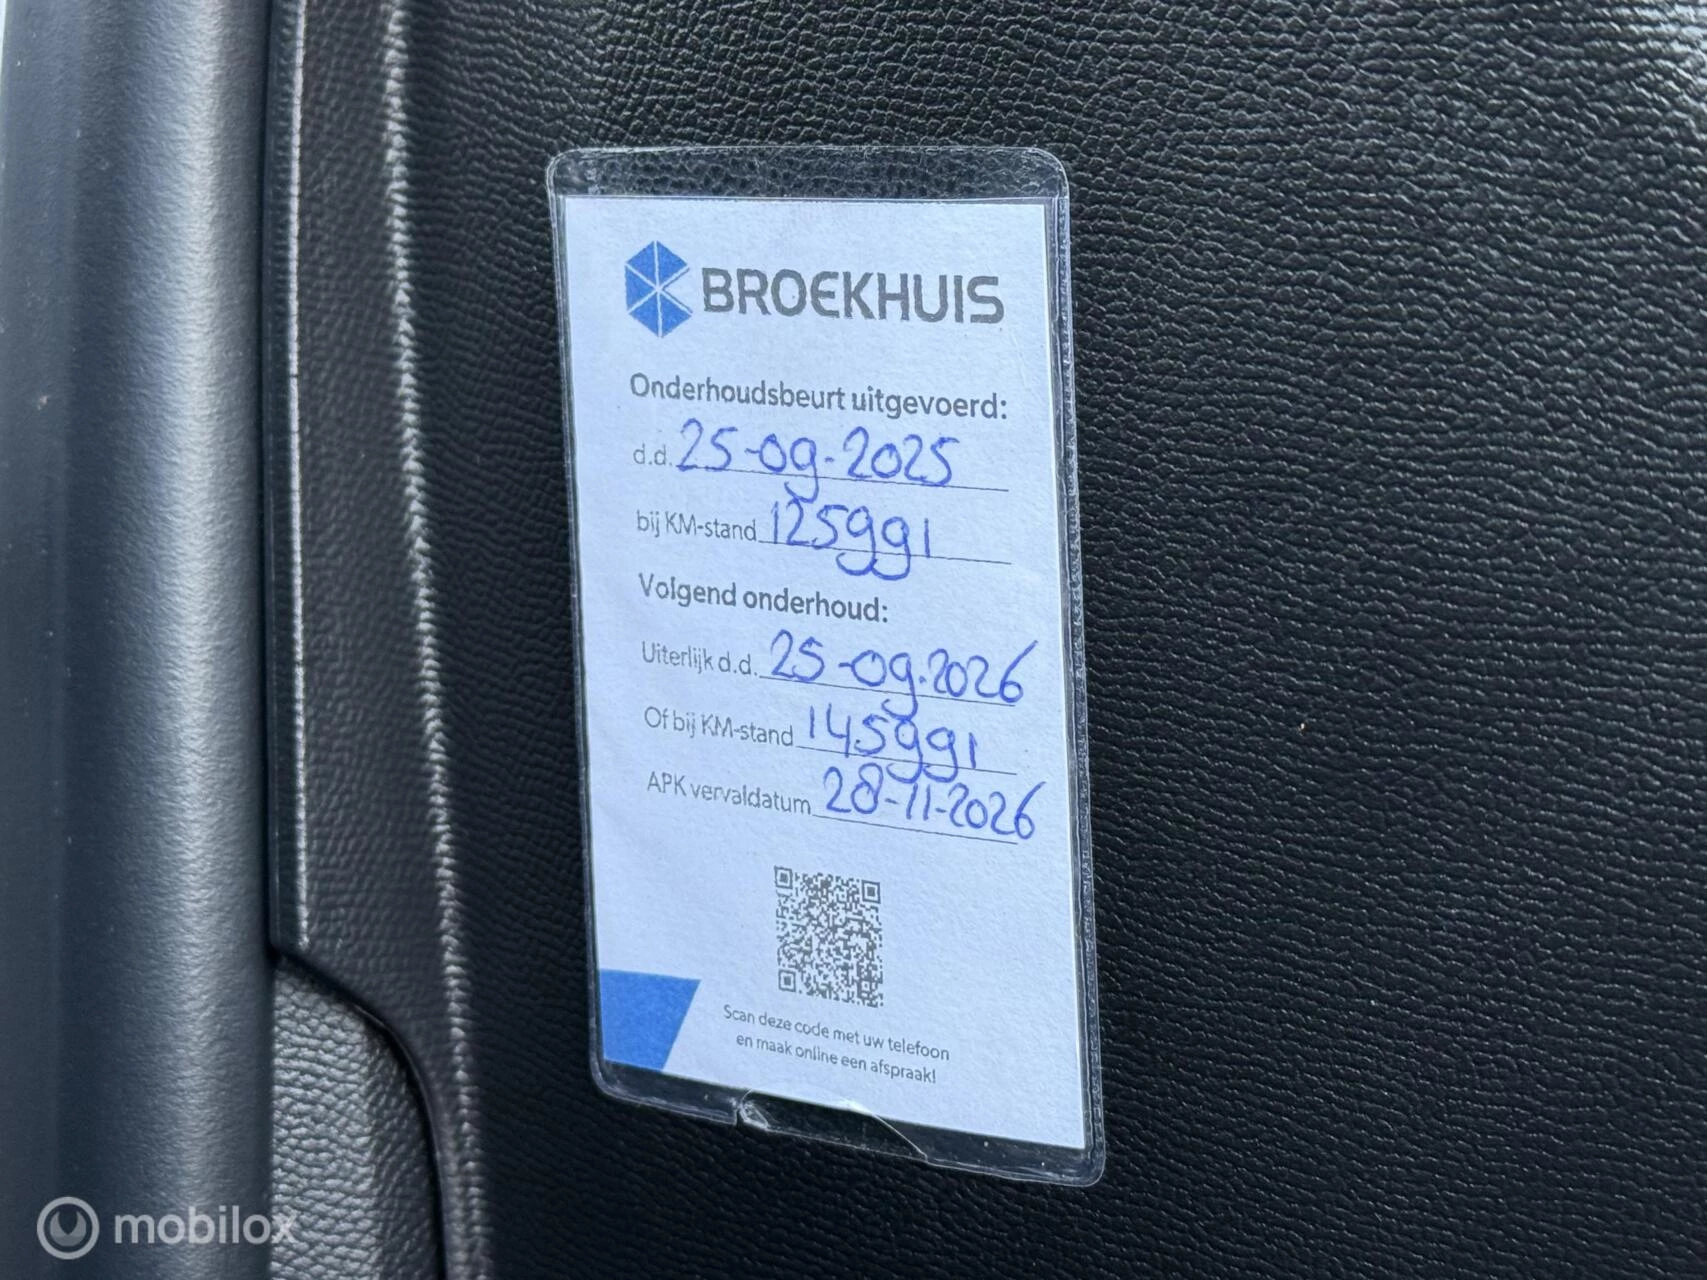 BROEKHUIS
Onderhoudsbeurt uitgevoerd:
d.d. 25-09-2025
bij KM-stand 125991
Volgend onderhoud:
Uiterlijk d.d. 25-09.2026
Of bij KM-stand 145991
APK vervaldatum 28-11-2026
Scan deze code met uw telefoon
en maak online een afspraak!
mobilox